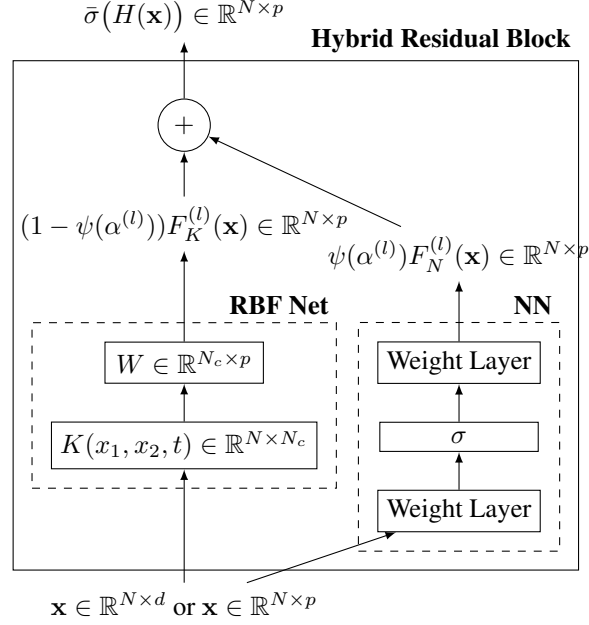 σ̄(H(𝐱)) ∈ ℝ^{N×p}
Hybrid Residual Block
+
(1 - ψ(α^{(l)}))F_K^{(l)}(𝐱) ∈ ℝ^{N×p}
ψ(α^{(l)})F_N^{(l)}(𝐱) ∈ ℝ^{N×p}
RBF Net
NN
W ∈ ℝ^{N_c×p}
Weight Layer
K(x_1, x_2, t) ∈ ℝ^{N×N_c}
σ
Weight Layer
𝐱 ∈ ℝ^{N×d} or 𝐱 ∈ ℝ^{N×p}